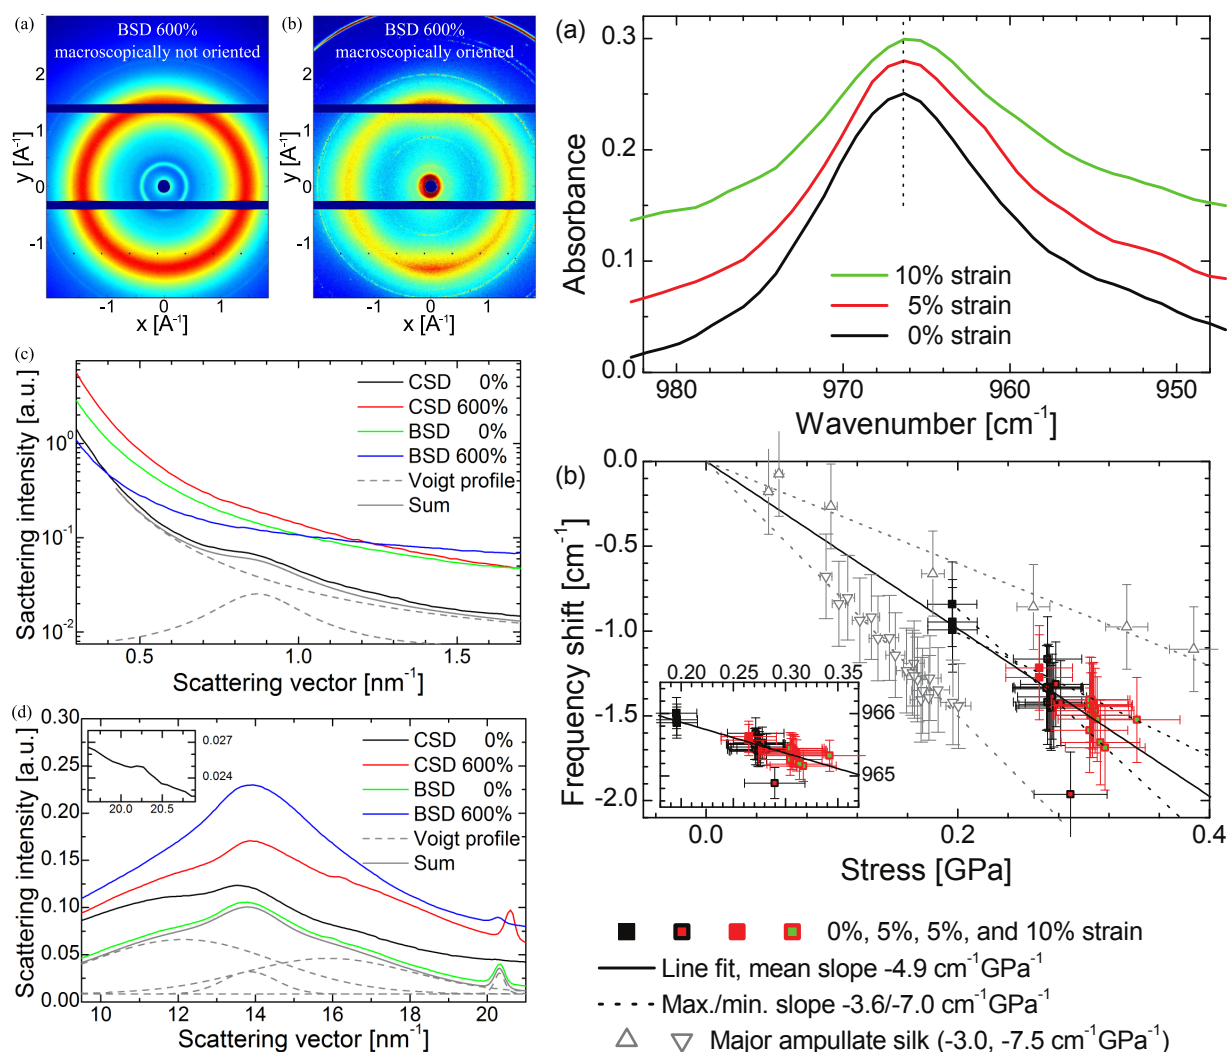 (a)
BSD 600%
macroscopically not oriented
2
1
0
-1
y [A⁻¹]
-1
0
1
x [A⁻¹]
(b)
BSD 600%
macroscopically oriented
2
1
0
-1
y [A⁻¹]
-1
0
1
x [A⁻¹]
(c)
Sacttering intensity [a.u.]
10⁰
10⁻¹
10⁻²
CSD 0%
CSD 600%
BSD 0%
BSD 600%
Voigt profile
Sum
0.5
1.0
1.5
Scattering vector [nm⁻¹]
(d)
Scattering intensity [a.u.]
0.30
0.25
0.20
0.15
0.10
0.05
0.00
0.027
0.024
20.0
20.5
CSD 0%
CSD 600%
BSD 0%
BSD 600%
Voigt profile
Sum
10
12
14
16
18
20
Scattering vector [nm⁻¹]
(a)
Absorbance
0.3
0.2
0.1
0.0
10% strain
5% strain
0% strain
980
970
960
950
Wavenumber [cm⁻¹]
(b)
Frequency shift [cm⁻¹]
0.0
-0.5
-1.0
-1.5
-2.0
0.20
0.25
0.30
0.35
966
965
0.0
0.2
0.4
Stress [GPa]
0%, 5%, 5%, and 10% strain
Line fit, mean slope -4.9 cm⁻¹GPa⁻¹
Max./min. slope -3.6/-7.0 cm⁻¹GPa⁻¹
Major ampullate silk (-3.0, -7.5 cm⁻¹GPa⁻¹)